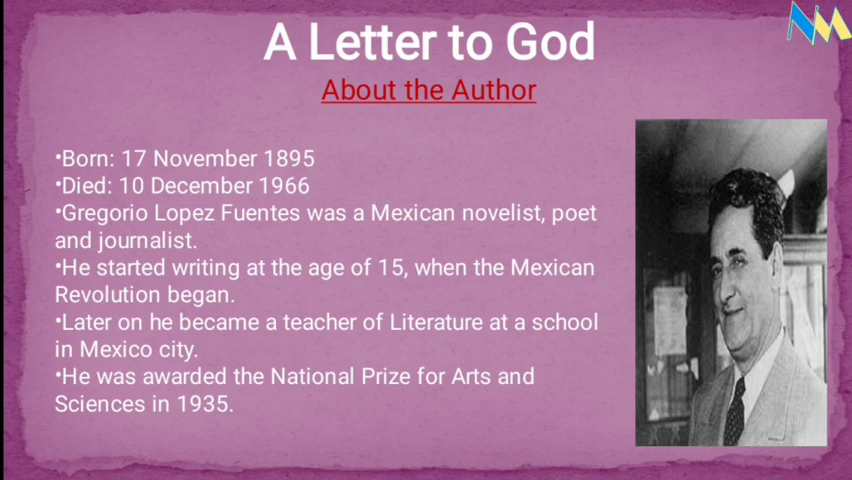 NM
A Letter to God
About the Author
•Born: 17 November 1895
•Died: 10 December 1966
•Gregorio Lopez Fuentes was a Mexican novelist, poet
and journalist.
•He started writing at the age of 15, when the Mexican
Revolution began.
•Later on he became a teacher of Literature at a school
in Mexico city.
•He was awarded the National Prize for Arts and
Sciences in 1935.